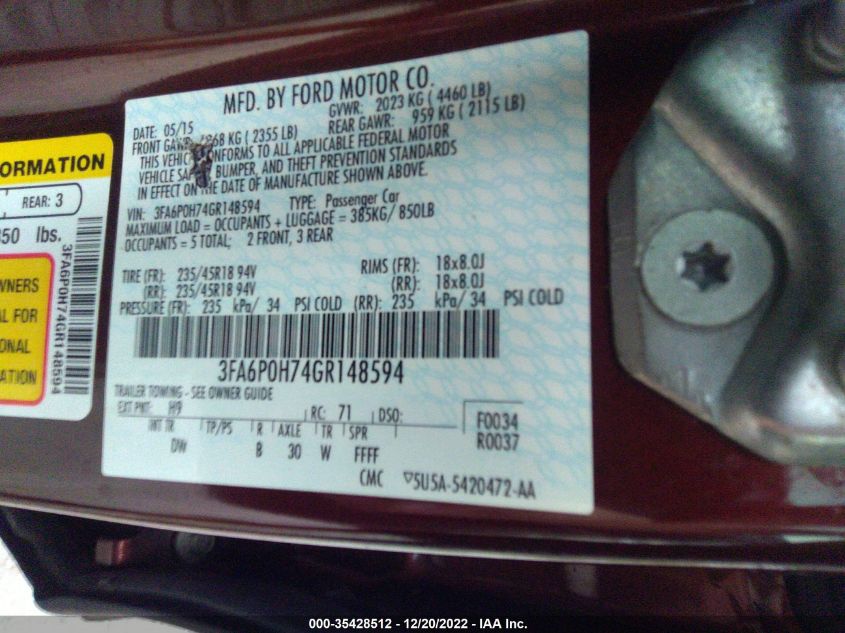 MFD. BY FORD MOTOR CO.
DATE: 05/15 GVWR: 2023 KG ( 4460 LB)
FRONT GAWR: 68 KG ( 2355 LB) REAR GAWR: 959 KG ( 2115 LB)
THIS VEHIC ONFORMS TO ALL APPLICABLE FEDERAL MOTOR
VEHICLE SA BUMPER, AND THEFT PREVENTION STANDARDS
IN EFFECT ON THE DATE OF MANUFACTURE SHOWN ABOVE.
VIN: 3FA6P0H74GR148594 TYPE: Passenger Car
MAXIMUM LOAD = OCCUPANTS + LUGGAGE = 385KG/ 850LB
OCCUPANTS = 5 TOTAL; 2 FRONT, 3 REAR
TIRE (FR): 235/45R18 94V RIMS (FR): 18x8.0J
(RR): 235/45R18 94V (RR): 18x8.0J
PRESSURE (FR): 235 kPa/ 34 PSI COLD (RR): 235 kPa/ 34 PSI COLD
3FA6P0H74GR148594
TRAILER TOWING - SEE OWNER GUIDE
EXT PNT: H9 RC: 71 DSO: F0034
R0037
INT TR TP/PS R AXLE TR SPR
DW B 30 W FFFF
CMC ▽5U5A-5420472-AA
ORMATION
REAR: 3
850 lbs.
WNERS
AL FOR
ONAL
ATION
3FA6P0H74GR148594
000-35428512 - 12/20/2022 - IAA Inc.